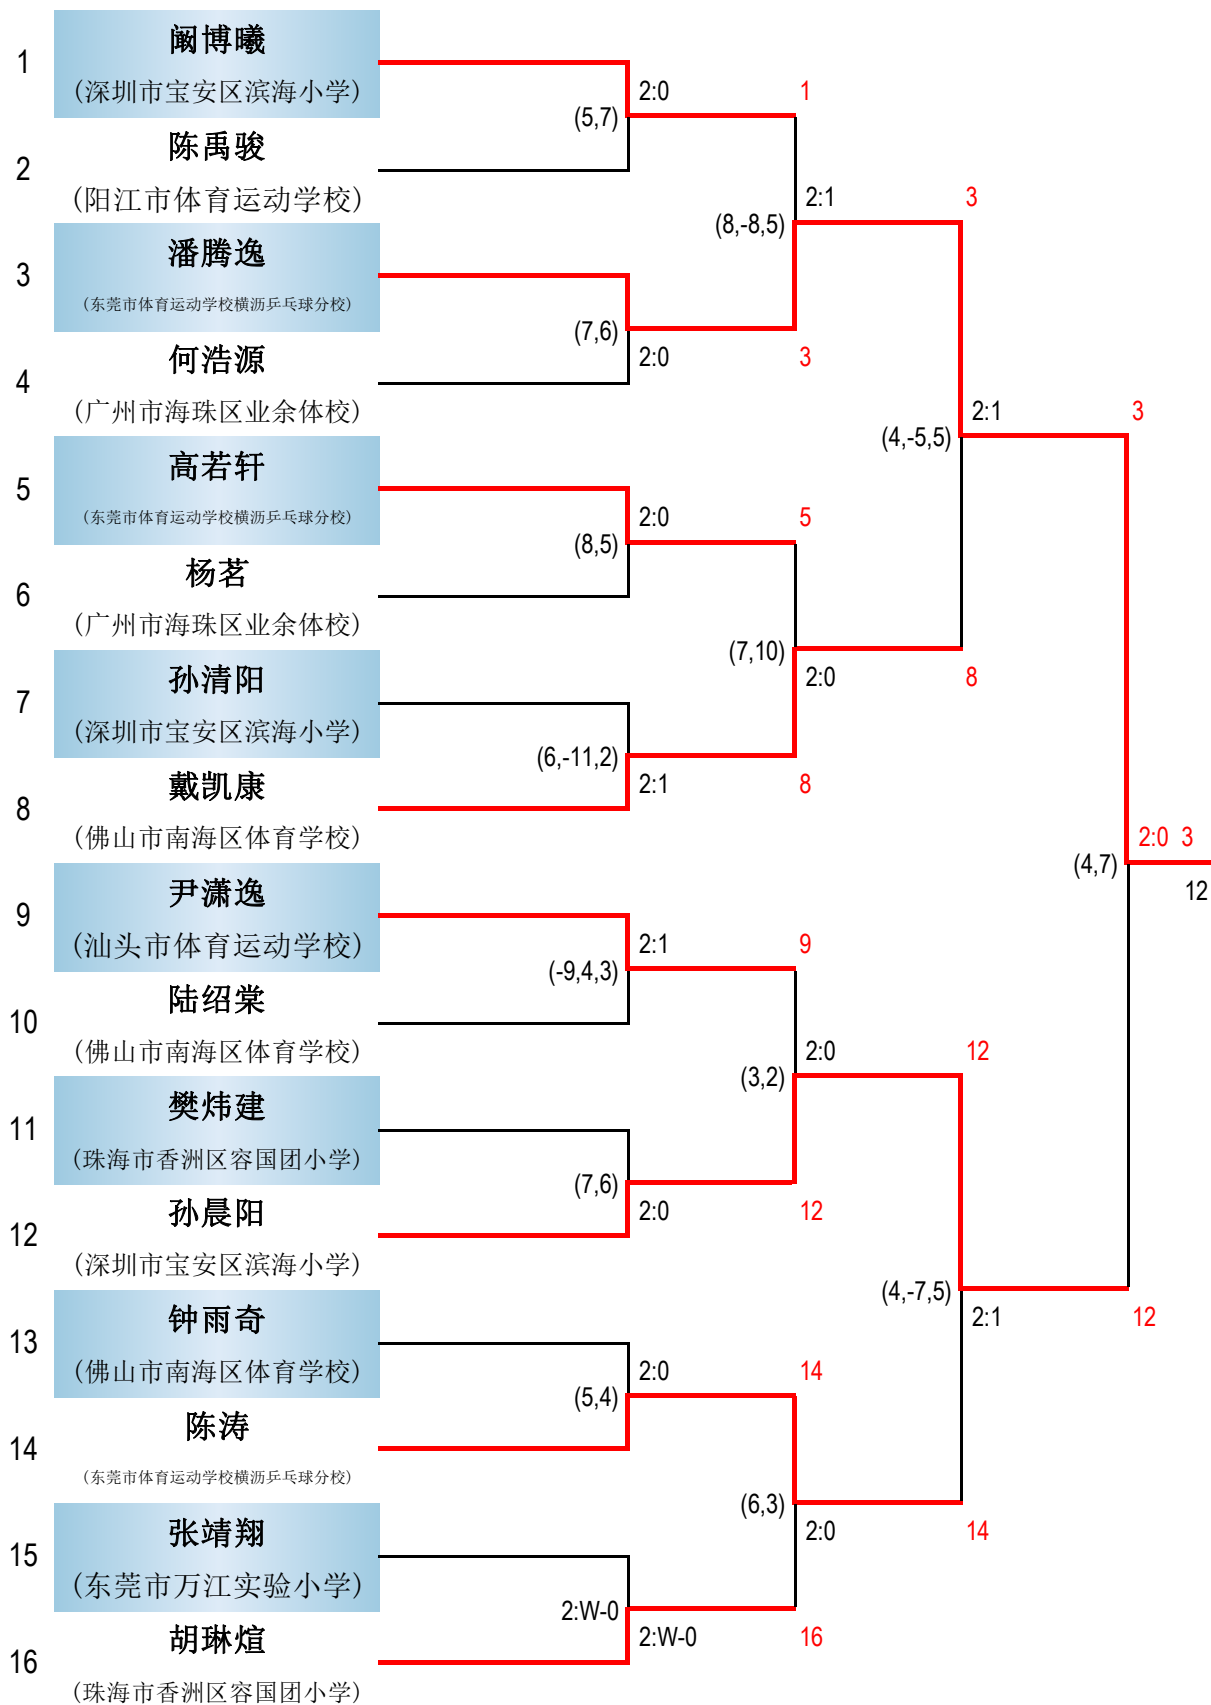 阚博曦
1
(深圳市宝安区滨海小学)
2:0
1
(5,7)
陈禹骏
2
(阳江市体育运动学校)
2:1
3
(8,-8,5)
潘腾逸
3
(东莞市体育运动学校横沥乒乓球分校)
(7,6)
2:0
3
何浩源
4
(广州市海珠区业余体校)
2:1
3
(4,-5,5)
高若轩
5
(东莞市体育运动学校横沥乒乓球分校)
2:0
5
(8,5)
杨茗
6
(广州市海珠区业余体校)
(7,10)
2:0
8
孙清阳
7
(深圳市宝安区滨海小学)
(6,-11,2)
2:1
8
戴凯康
8
(佛山市南海区体育学校)
2:0 3
(4,7)
12
尹潇逸
9
(汕头市体育运动学校)
2:1
9
(-9,4,3)
陆绍棠
10
(佛山市南海区体育学校)
2:0
12
(3,2)
樊炜建
11
(珠海市香洲区容国团小学)
(7,6)
2:0
12
孙晨阳
12
(深圳市宝安区滨海小学)
(4,-7,5)
2:1
12
钟雨奇
13
(佛山市南海区体育学校)
2:0
14
(5,4)
陈涛
14
(东莞市体育运动学校横沥乒乓球分校)
(6,3)
2:0
14
张靖翔
15
(东莞市万江实验小学)
2:W-0
2:W-0
16
胡琳煊
16
(珠海市香洲区容国团小学)